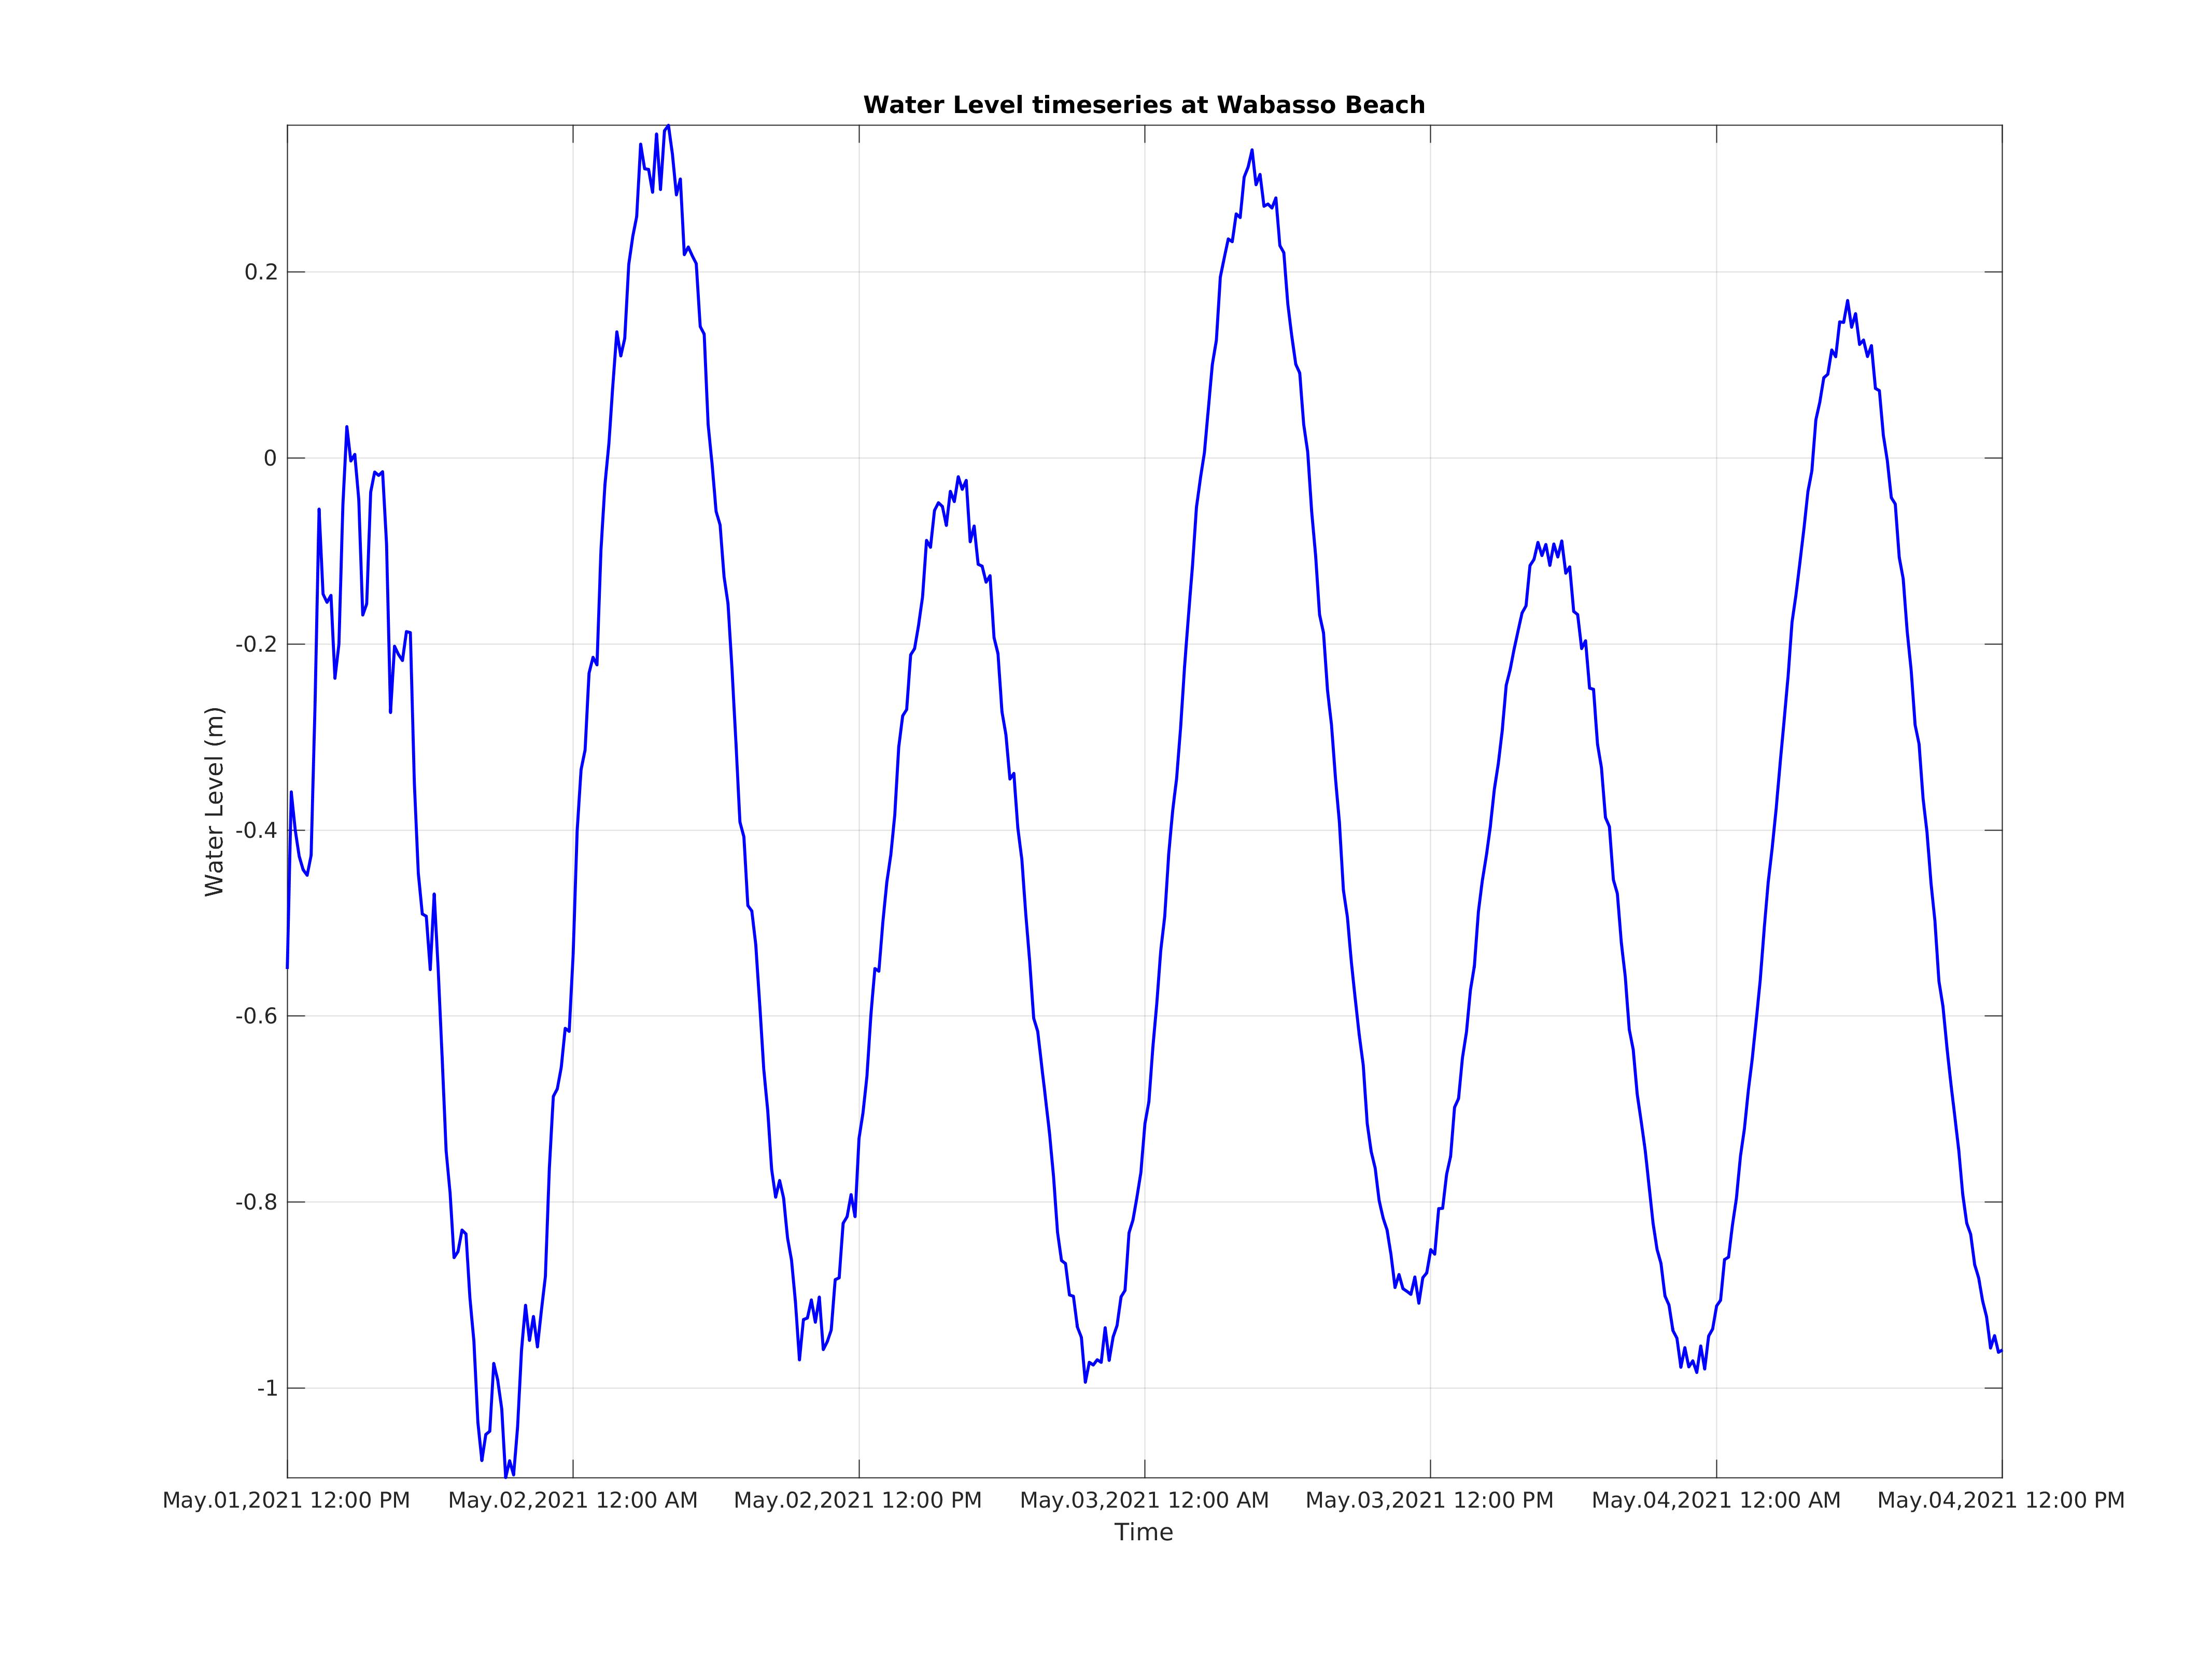 Water Level timeseries at Wabasso Beach
0.2
0
-0.2
-0.4
-0.6
-0.8
-1
Water Level (m)
May.01,2021 12:00 PM May.02,2021 12:00 AM May.02,2021 12:00 PM May.03,2021 12:00 AM May.03,2021 12:00 PM May.04,2021 12:00 AM May.04,2021 12:00 PM
Time